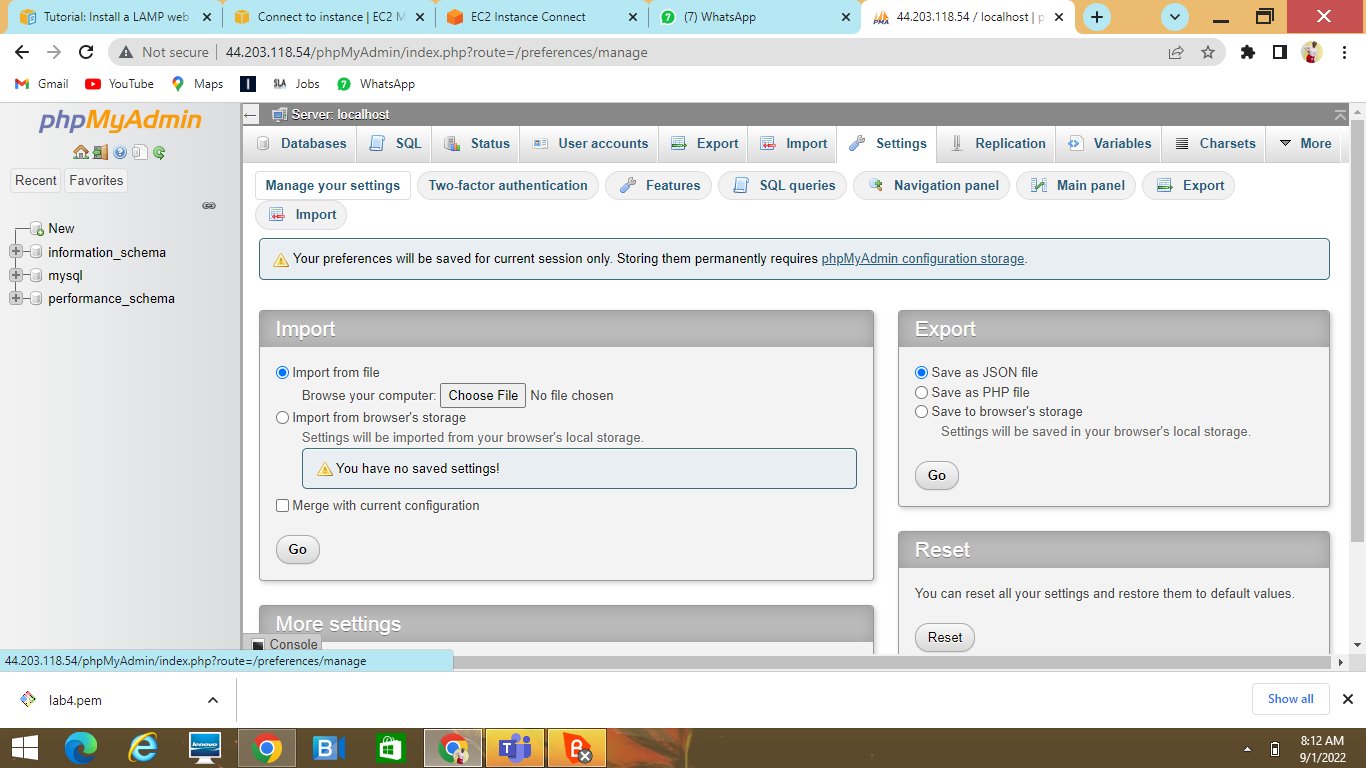 Tutorial: Install a LAMP web
Connect to instance | EC2 M
EC2 Instance Connect
(7) WhatsApp
44.203.118.54 / localhost | p
Not secure
44.203.118.54/phpMyAdmin/index.php?route=/preferences/manage
Gmail
YouTube
Maps
SLA Jobs
WhatsApp
phpMyAdmin
Recent
Favorites
New
information_schema
mysql
performance_schema
Server: localhost
Databases
SQL
Status
User accounts
Export
Import
Settings
Replication
Variables
Charsets
More
Manage your settings
Two-factor authentication
Features
SQL queries
Navigation panel
Main panel
Export
Import
Your preferences will be saved for current session only. Storing them permanently requires phpMyAdmin configuration storage.
Import
Import from file
Browse your computer: Choose File No file chosen
Import from browser's storage
Settings will be imported from your browser's local storage.
You have no saved settings!
Merge with current configuration
Go
Export
Save as JSON file
Save as PHP file
Save to browser's storage
Settings will be saved in your browser's local storage.
Go
Reset
You can reset all your settings and restore them to default values.
Reset
More settings
Console
44.203.118.54/phpMyAdmin/index.php?route=/preferences/manage
lab4.pem
Show all
lenovo
8:12 AM
9/1/2022